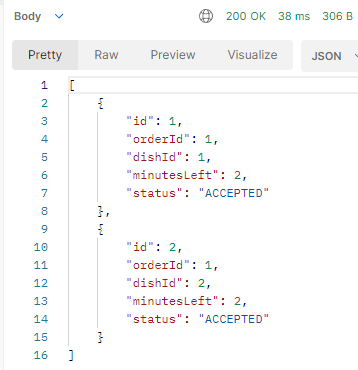 Body 200 OK 38 ms 306 B
Pretty Raw Preview Visualize JSON
1 [
2 {
3 "id": 1,
4 "orderId": 1,
5 "dishId": 1,
6 "minutesLeft": 2,
7 "status": "ACCEPTED"
8 },
9 {
10 "id": 2,
11 "orderId": 1,
12 "dishId": 2,
13 "minutesLeft": 2,
14 "status": "ACCEPTED"
15 }
16 ]